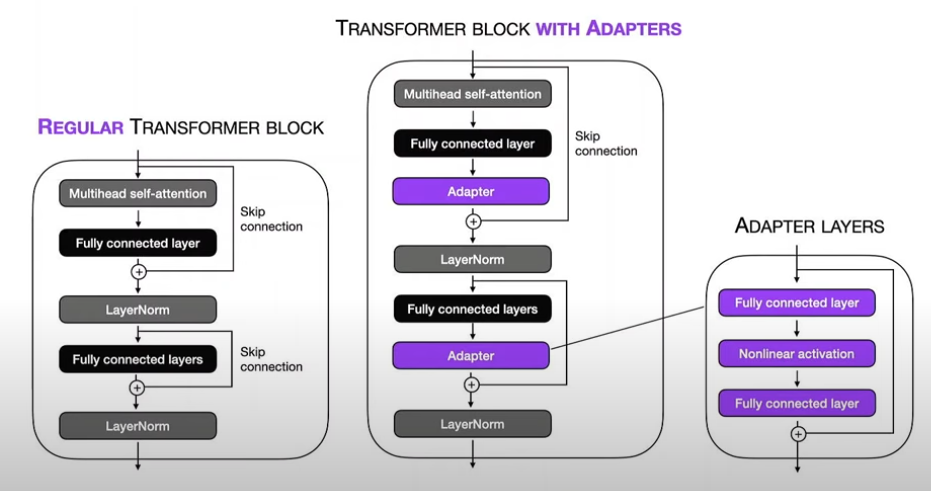 TRANSFORMER BLOCK WITH ADAPTERS
Multihead self-attention
Fully connected layer
Skip
connection
Adapter
LayerNorm
Fully connected layers
Adapter
LayerNorm
REGULAR TRANSFORMER BLOCK
Multihead self-attention
Skip
connection
Fully connected layer
LayerNorm
Fully connected layers
Skip
connection
LayerNorm
ADAPTER LAYERS
Fully connected layer
Nonlinear activation
Fully connected layer